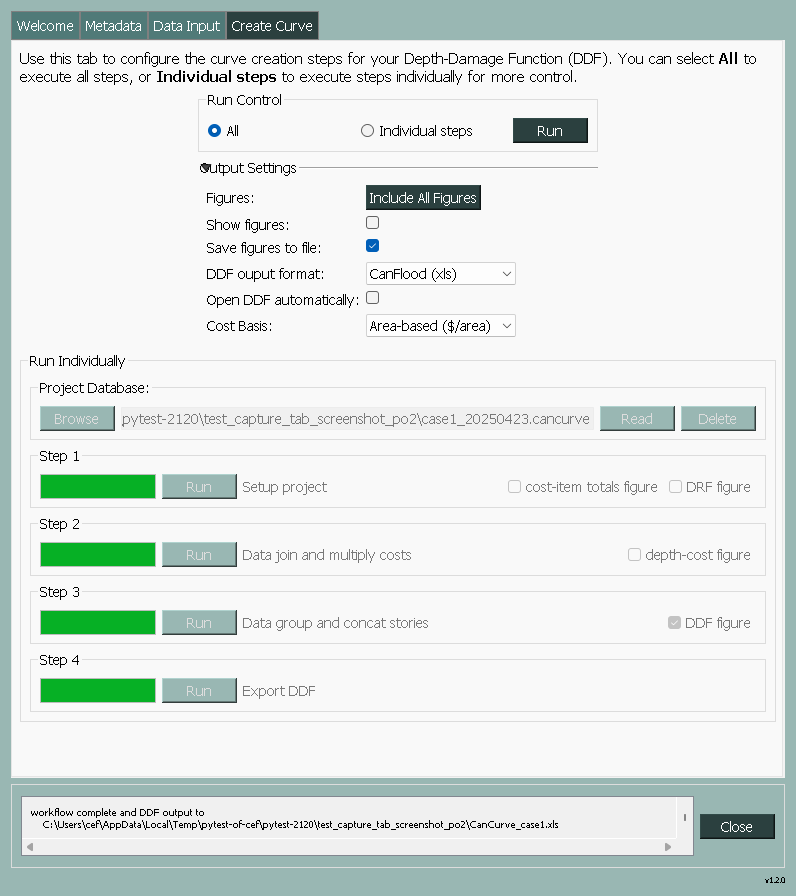 Welcome Metadata Data Input Create Curve
Use this tab to configure the curve creation steps for your Depth-Damage Function (DDF). You can select All to
execute all steps, or Individual steps to execute steps individually for more control.
Run Control
All Individual steps Run
Output Settings
Figures: Include All Figures
Show figures:
Save figures to file:
DDF ouput format: CanFlood (xls)
Open DDF automatically:
Cost Basis: Area-based ($/area)
Run Individually
Project Database:
Browse pytest-2120\test_capture_tab_screenshot_po2\case1_20250423.cancurve Read Delete
Step 1
Run Setup project cost-item totals figure DRF figure
Step 2
Run Data join and multiply costs depth-cost figure
Step 3
Run Data group and concat stories DDF figure
Step 4
Run Export DDF
workflow complete and DDF output to
C:\Users\cef\AppData\Local\Temp\pytest-of-cef\pytest-2120\test_capture_tab_screenshot_po2\CanCurve_case1.xls
Close
v1.2.0